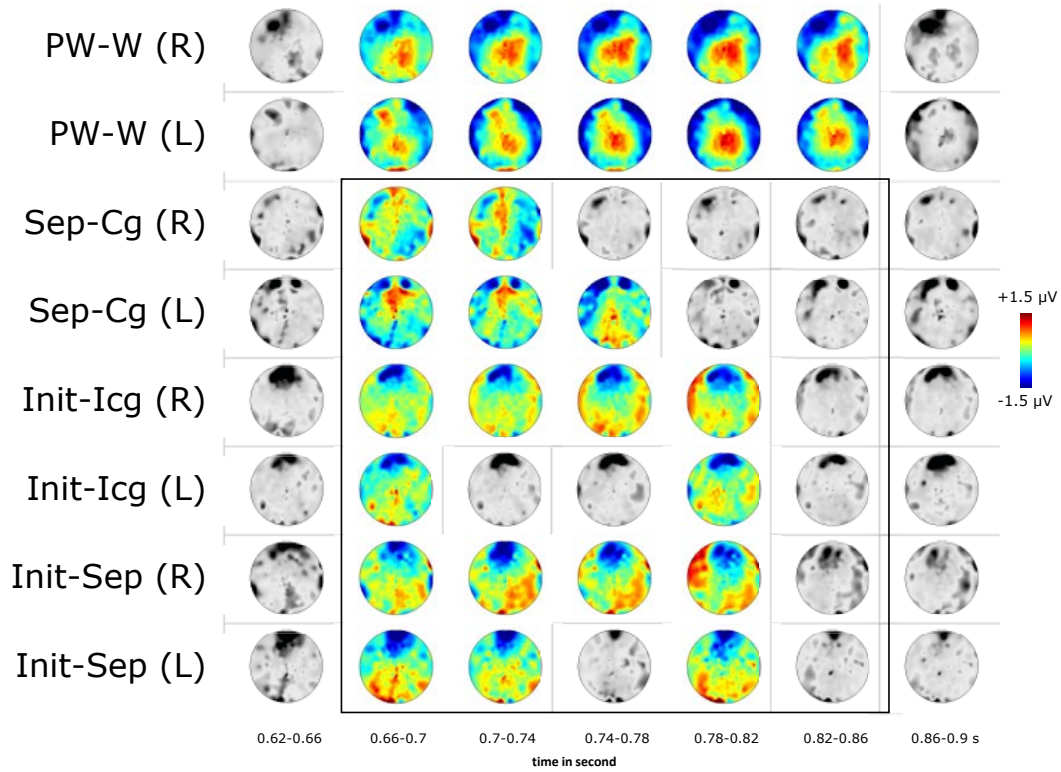 PW-W (R)
PW-W (L)
Sep-Cg (R)
Sep-Cg (L)
+1.5 µV
Init-Icg (R)
-1.5 µV
Init-Icg (L)
Init-Sep (R)
Init-Sep (L)
0.62-0.66 0.66-0.7 0.7-0.74 0.74-0.78 0.78-0.82 0.82-0.86 0.86-0.9 s
time in second